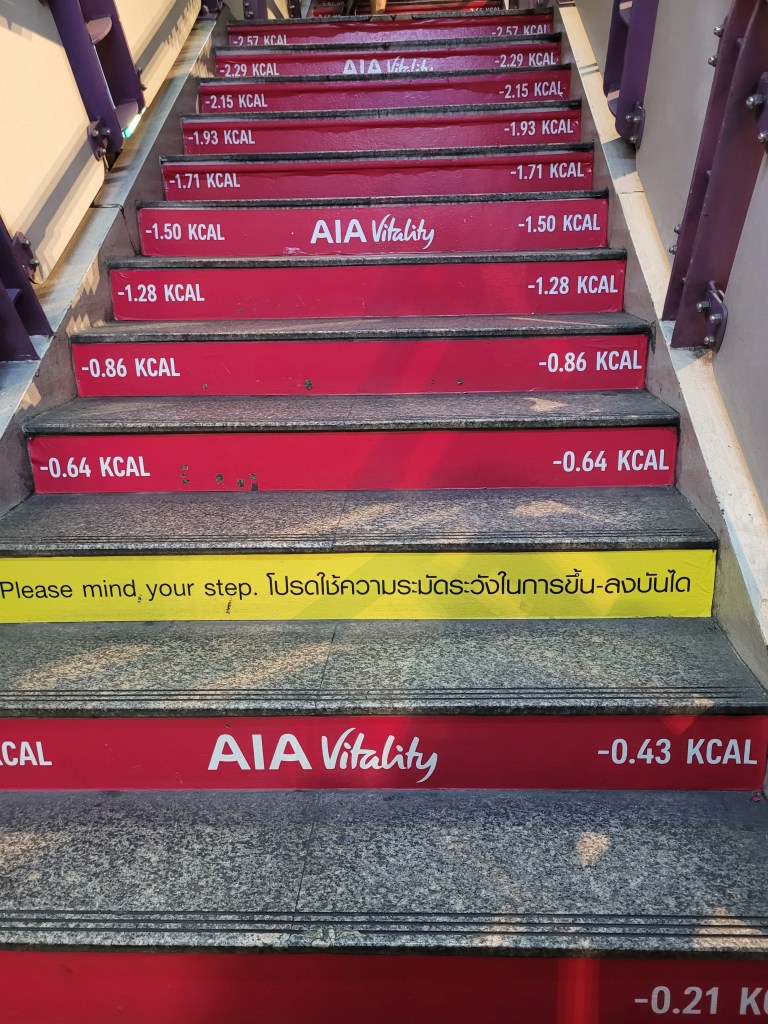 -2.57 KCAL -2.57 KCAL
-2.29 KCAL AIA Vitality -2.29 KCAL
-2.15 KCAL -2.15 KCAL
-1.93 KCAL -1.93 KCAL
-1.71 KCAL -1.71 KCAL
-1.50 KCAL AIA Vitality -1.50 KCAL
-1.28 KCAL -1.28 KCAL
-0.86 KCAL -0.86 KCAL
-0.64 KCAL -0.64 KCAL
Please mind your step. โปรดใช้ความระมัดระวังในการขึ้น-ลงบันได
KCAL AIA Vitality -0.43 KCAL
-0.21 KC